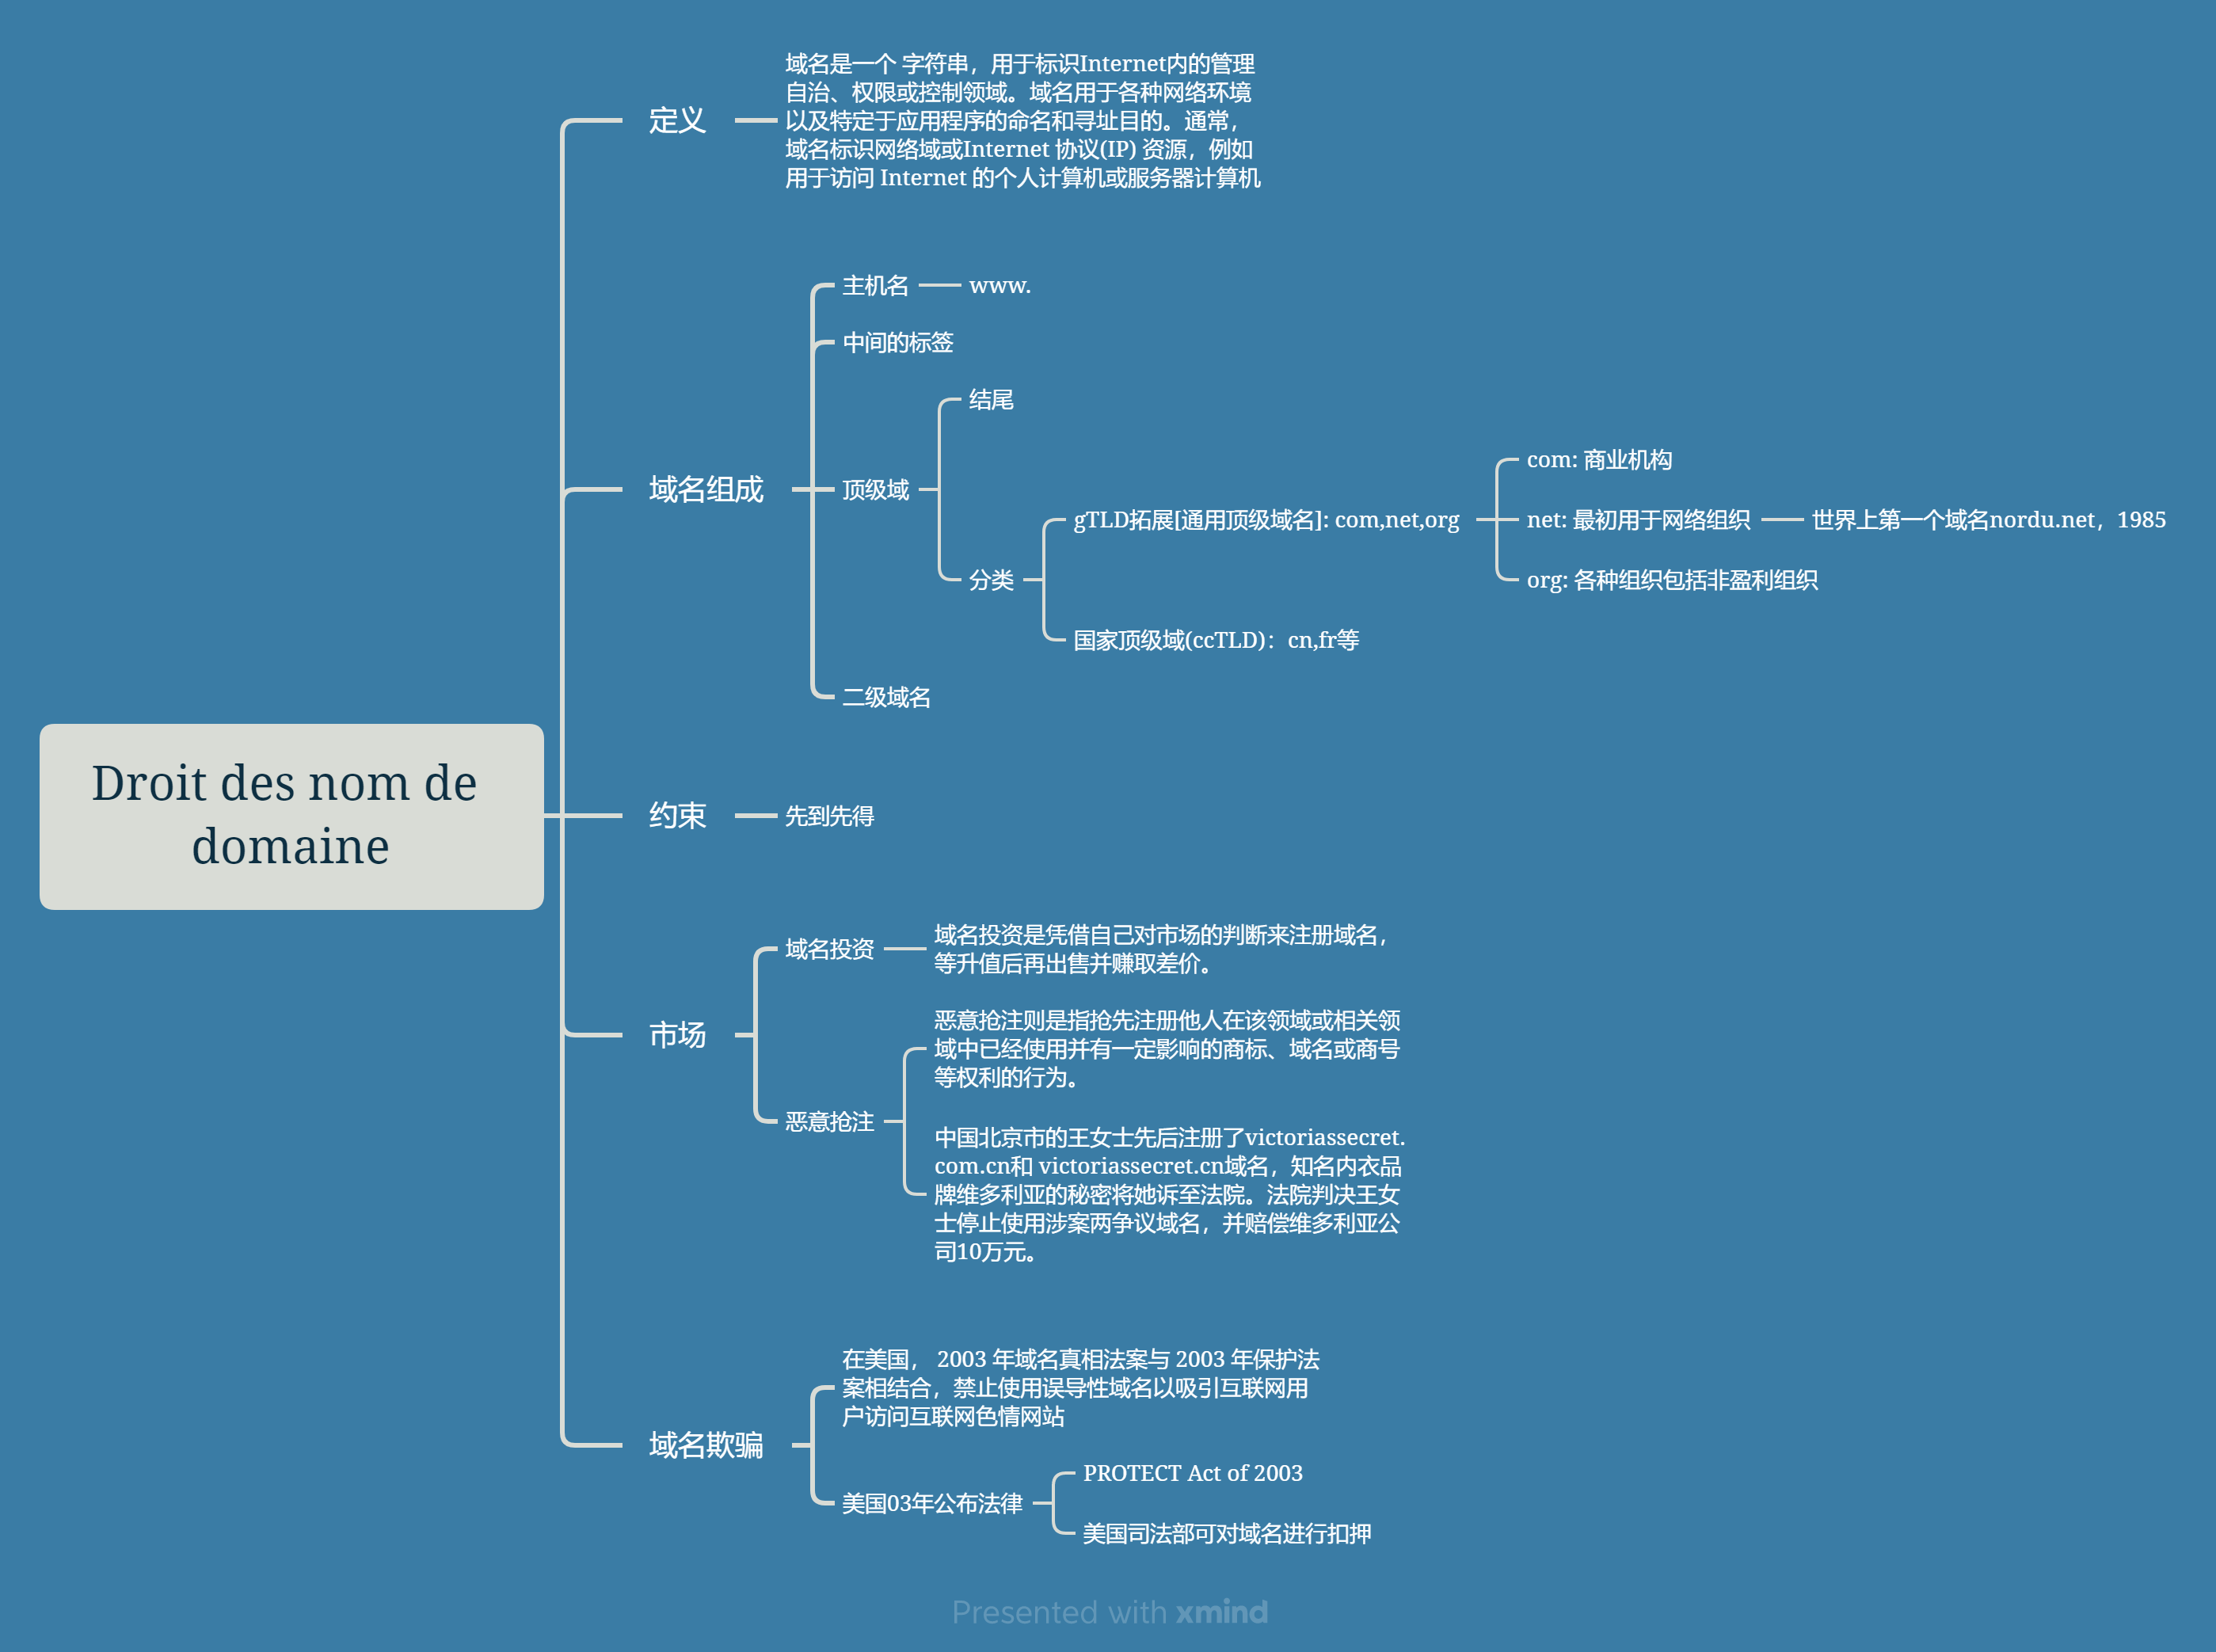 Droit des nom de
domaine
定义
域名是一个 字符串，用于标识Internet内的管理
自治、权限或控制领域。域名用于各种网络环境
以及特定于应用程序的命名和寻址目的。通常，
域名标识网络域或Internet 协议(IP) 资源，例如
用于访问 Internet 的个人计算机或服务器计算机
域名组成
主机名
www.
中间的标签
顶级域
结尾
分类
gTLD拓展[通用顶级域名]: com,net,org
com: 商业机构
net: 最初用于网络组织
世界上第一个域名nordu.net，1985
org: 各种组织包括非盈利组织
国家顶级域(ccTLD)：cn,fr等
二级域名
约束
先到先得
市场
域名投资
域名投资是凭借自己对市场的判断来注册域名，
等升值后再出售并赚取差价。
恶意抢注
恶意抢注则是指抢先注册他人在该领域或相关领
域中已经使用并有一定影响的商标、域名或商号
等权利的行为。
中国北京市的王女士先后注册了victoriassecret.
com.cn和 victoriassecret.cn域名，知名内衣品
牌维多利亚的秘密将她诉至法院。法院判决王女
士停止使用涉案两争议域名，并赔偿维多利亚公
司10万元。
域名欺骗
在美国， 2003 年域名真相法案与 2003 年保护法
案相结合，禁止使用误导性域名以吸引互联网用
户访问互联网色情网站
美国03年公布法律
PROTECT Act of 2003
美国司法部可对域名进行扣押
Presented with xmind